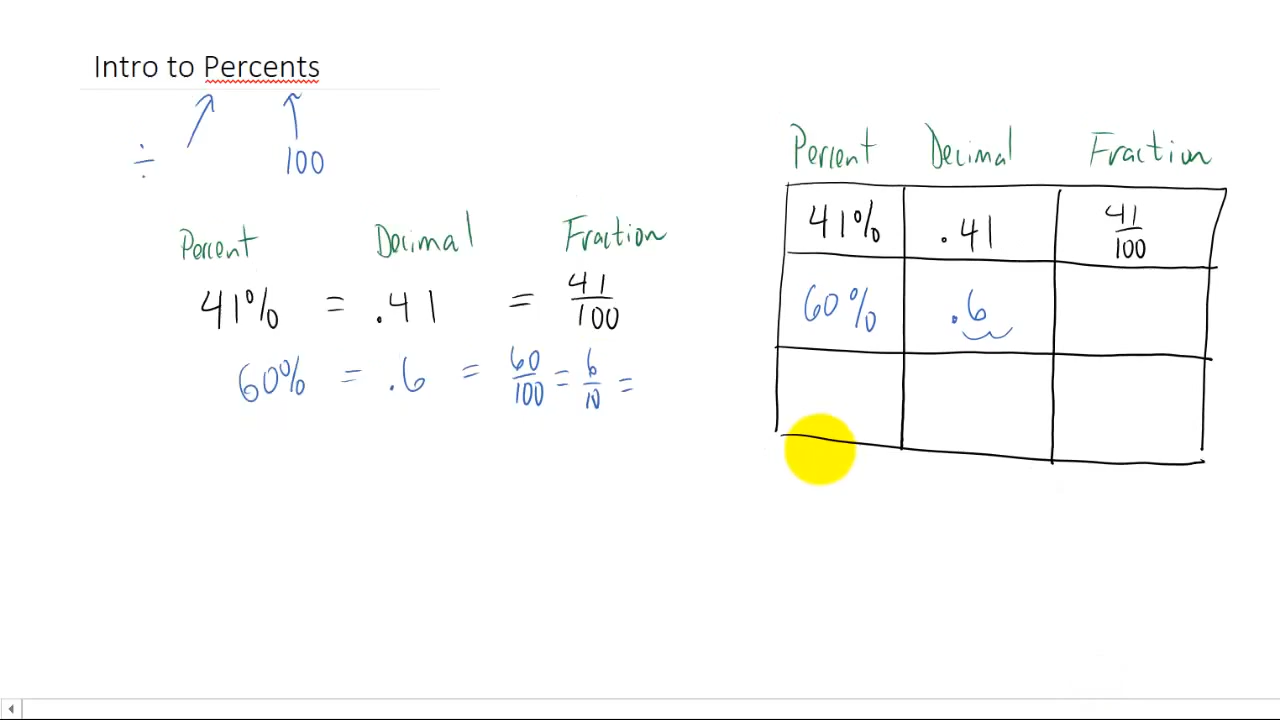 Intro to Percents
÷ 100
Percent Decimal Fraction
41% = .41 = 41/100
60% = .6 = 60/100 = 6/10 =
Percent Decimal Fraction
41% .41 41/100
60% .6